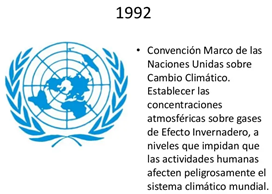 1992
• Convención Marco de las
Naciones Unidas sobre
Cambio Climático.
Establecer las
concentraciones
atmosféricas sobre gases
de Efecto Invernadero, a
niveles que impidan que
las actividades humanas
afecten peligrosamente el
sistema climático mundial.